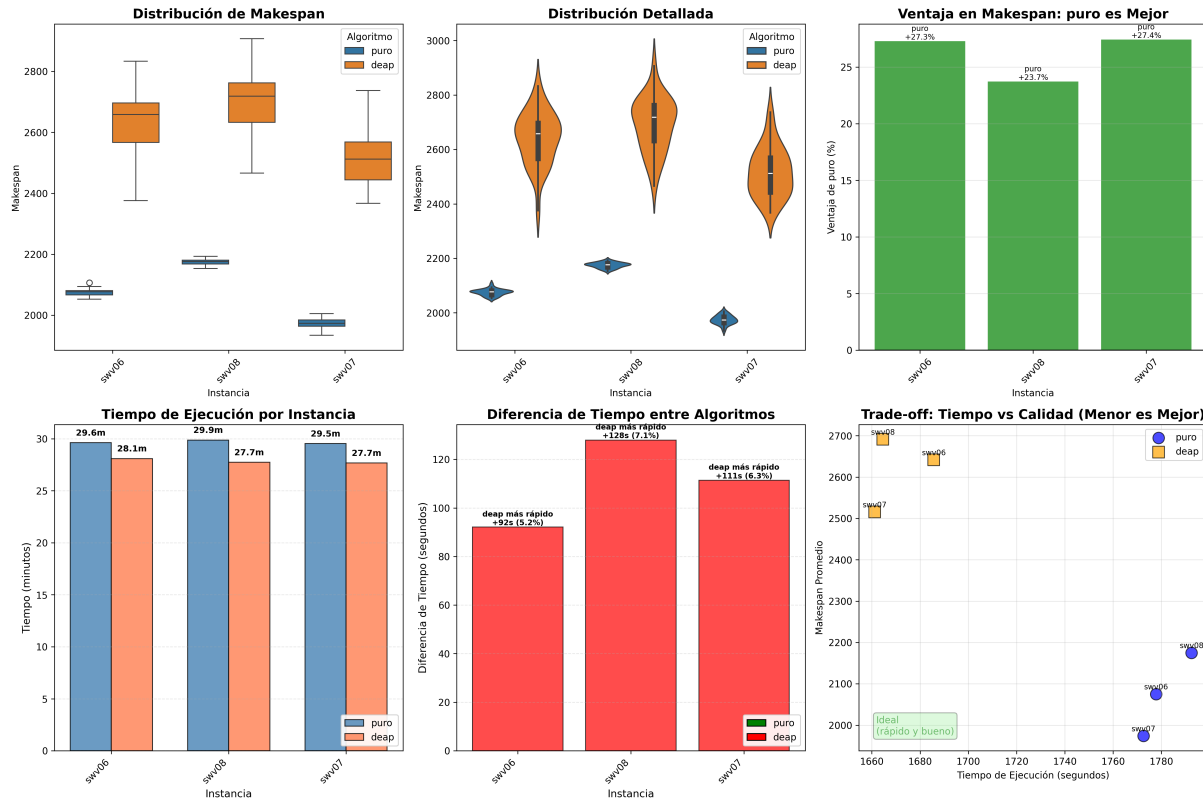 Distribución de Makespan
Makespan
2800
2600
2400
2200
2000
Algoritmo
puro
deap
swv06
swv08
swv07
Instancia
Distribución Detallada
Makespan
3000
2800
2600
2400
2200
2000
Algoritmo
puro
deap
swv06
swv08
swv07
Instancia
Ventaja en Makespan: puro es Mejor
Ventaja de puro (%)
25
20
15
10
5
0
puro
+27.3%
puro
+23.7%
puro
+27.4%
swv06
swv08
swv07
Instancia
Tiempo de Ejecución por Instancia
Tiempo (minutos)
30
25
20
15
10
5
0
29.6m
28.1m
29.9m
27.7m
29.5m
27.7m
puro
deap
swv06
swv08
swv07
Instancia
Diferencia de Tiempo entre Algoritmos
Diferencia de Tiempo (segundos)
120
100
80
60
40
20
0
deap más rápido
+92s (5.2%)
deap más rápido
+128s (7.1%)
deap más rápido
+111s (6.3%)
puro
deap
swv06
swv08
swv07
Instancia
Trade-off: Tiempo vs Calidad (Menor es Mejor)
Makespan Promedio
2700
2600
2500
2400
2300
2200
2100
2000
swv08
swv06
swv07
puro
deap
swv08
swv06
swv07
Ideal
(rápido y bueno)
1660
1680
1700
1720
1740
1760
1780
Tiempo de Ejecución (segundos)